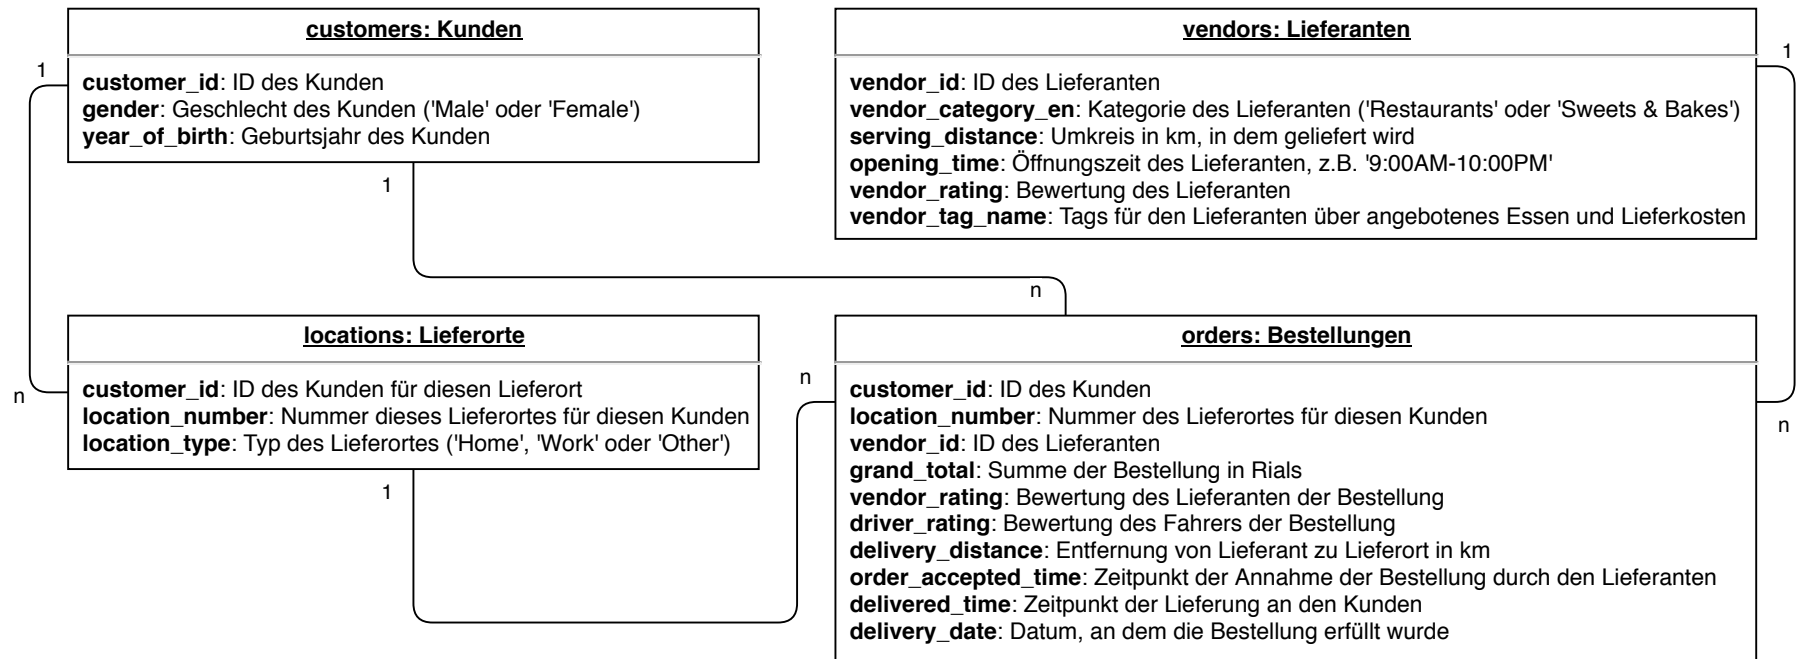 customers: Kunden
customer_id: ID des Kunden
gender: Geschlecht des Kunden ('Male' oder 'Female')
year_of_birth: Geburtsjahr des Kunden
vendors: Lieferanten
vendor_id: ID des Lieferanten
vendor_category_en: Kategorie des Lieferanten ('Restaurants' oder 'Sweets & Bakes')
serving_distance: Umkreis in km, in dem geliefert wird
opening_time: Öffnungszeit des Lieferanten, z.B. '9:00AM-10:00PM'
vendor_rating: Bewertung des Lieferanten
vendor_tag_name: Tags für den Lieferanten über angebotenes Essen und Lieferkosten
1
1
1
n
locations: Lieferorte
customer_id: ID des Kunden für diesen Lieferort
location_number: Nummer dieses Lieferortes für diesen Kunden
location_type: Typ des Lieferortes ('Home', 'Work' oder 'Other')
n
1
n
orders: Bestellungen
customer_id: ID des Kunden
location_number: Nummer des Lieferortes für diesen Kunden
vendor_id: ID des Lieferanten
grand_total: Summe der Bestellung in Rials
vendor_rating: Bewertung des Lieferanten der Bestellung
driver_rating: Bewertung des Fahrers der Bestellung
delivery_distance: Entfernung von Lieferant zu Lieferort in km
order_accepted_time: Zeitpunkt der Annahme der Bestellung durch den Lieferanten
delivered_time: Zeitpunkt der Lieferung an den Kunden
delivery_date: Datum, an dem die Bestellung erfüllt wurde
n